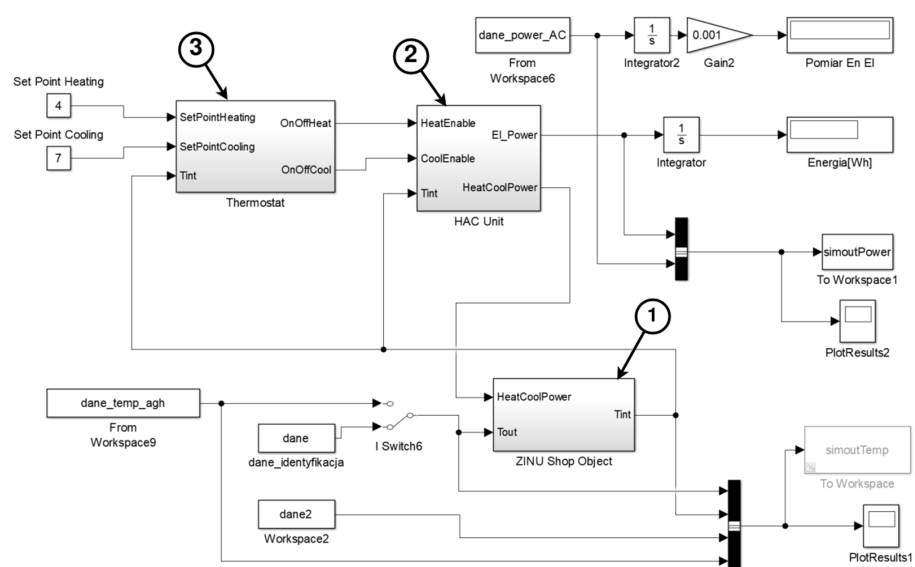 3
2
dane_power_AC
From
Workspace6
1
s
Integrator2
0.001
Gain2
Pomiar En El
Set Point Heating
4
Set Point Cooling
7
SetPointHeating
SetPointCooling
Tint
OnOffHeat
OnOffCool
Thermostat
HeatEnable
CoolEnable
Tint
El_Power
HeatCoolPower
HAC Unit
1
s
Integrator
Energia[Wh]
simoutPower
To Workspace1
PlotResults2
1
HeatCoolPower
Tout
Tint
ZINU Shop Object
dane_temp_agh
From
Workspace9
dane
dane_identyfikacja
I Switch6
dane2
Workspace2
simoutTemp
To Workspace
PlotResults1